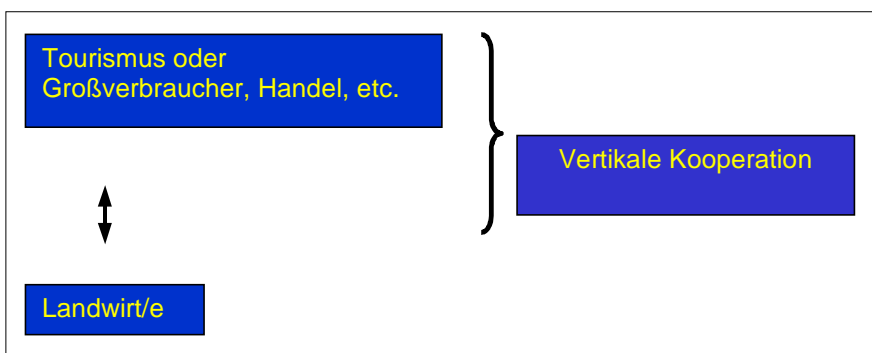 Tourismus oder
Großverbraucher, Handel, etc.
Vertikale Kooperation
Landwirt/e